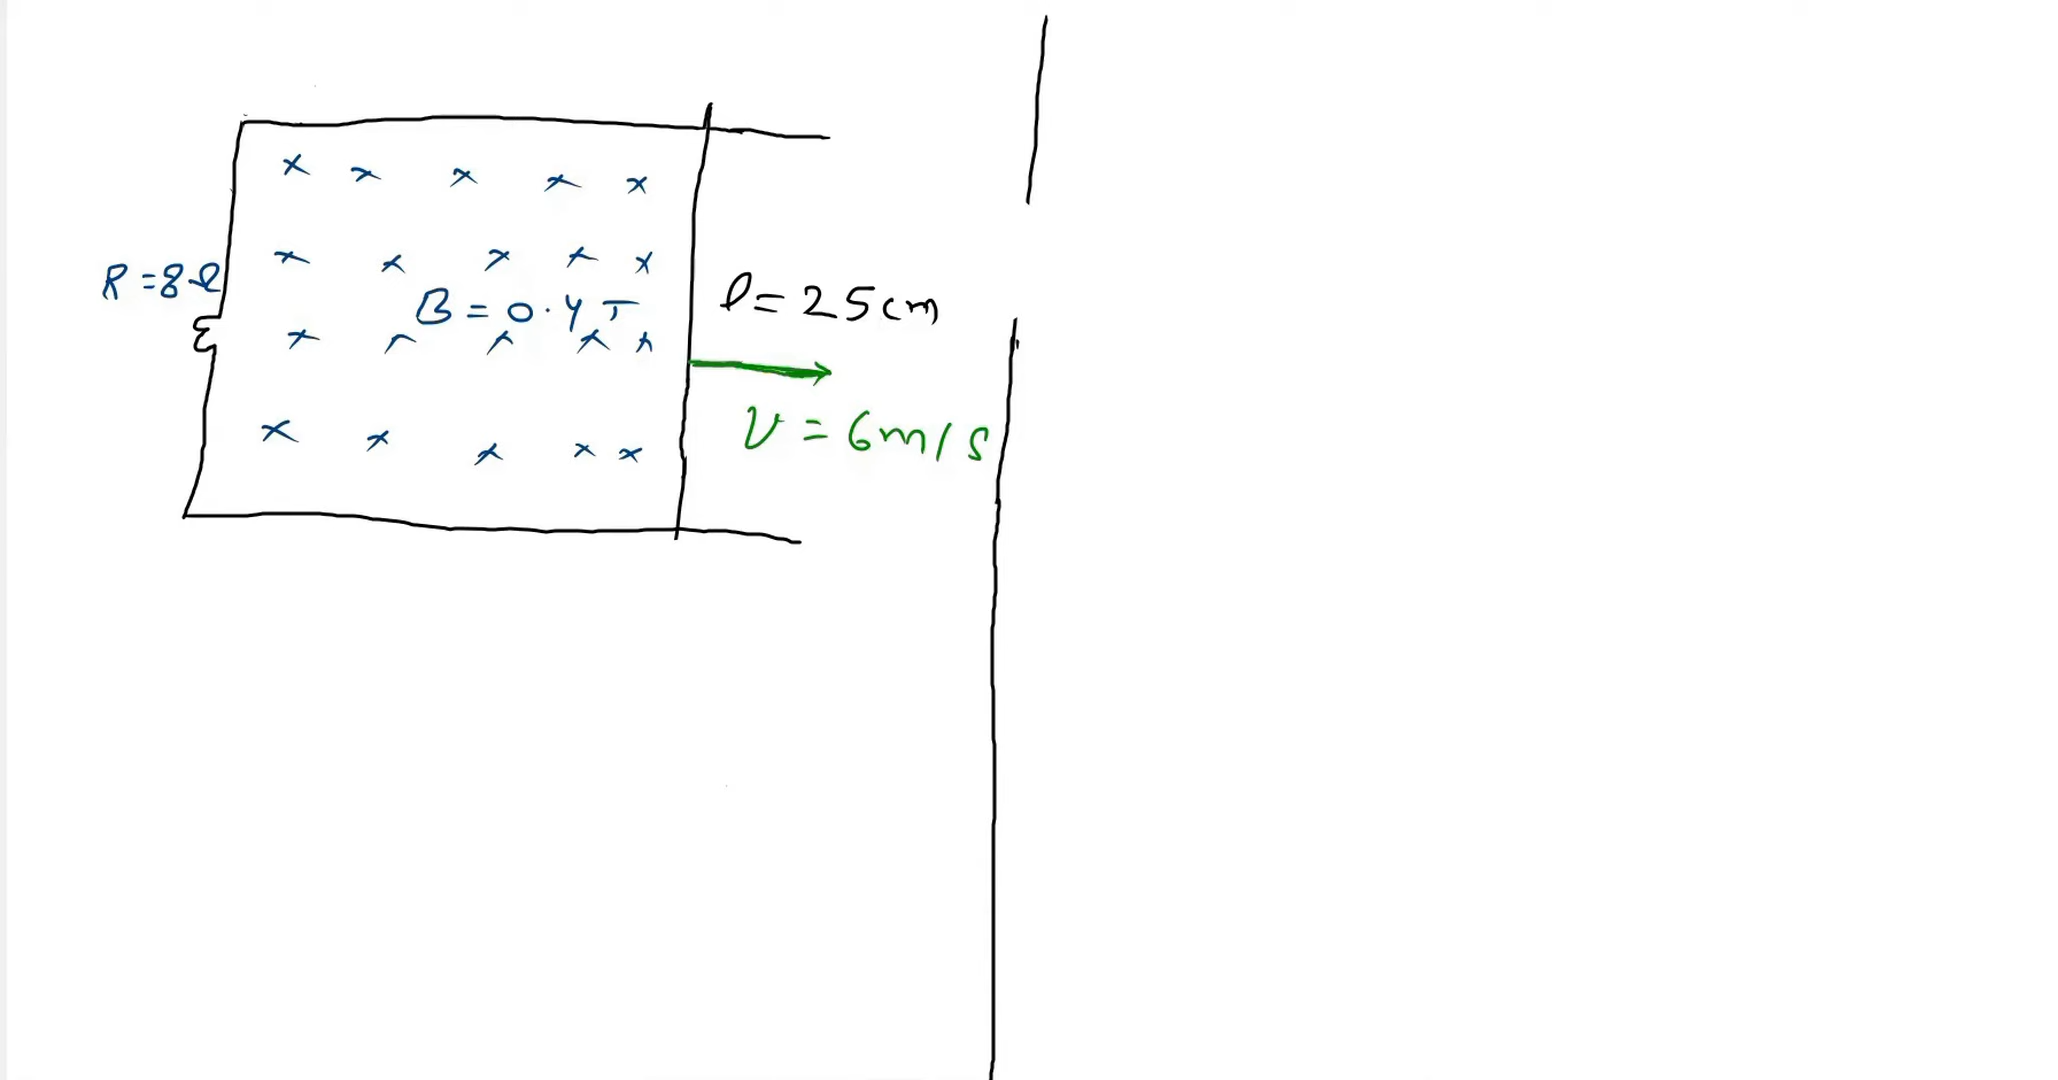 R = 8Ω
B = 0.4 T
l = 25 cm
V = 6 m/s